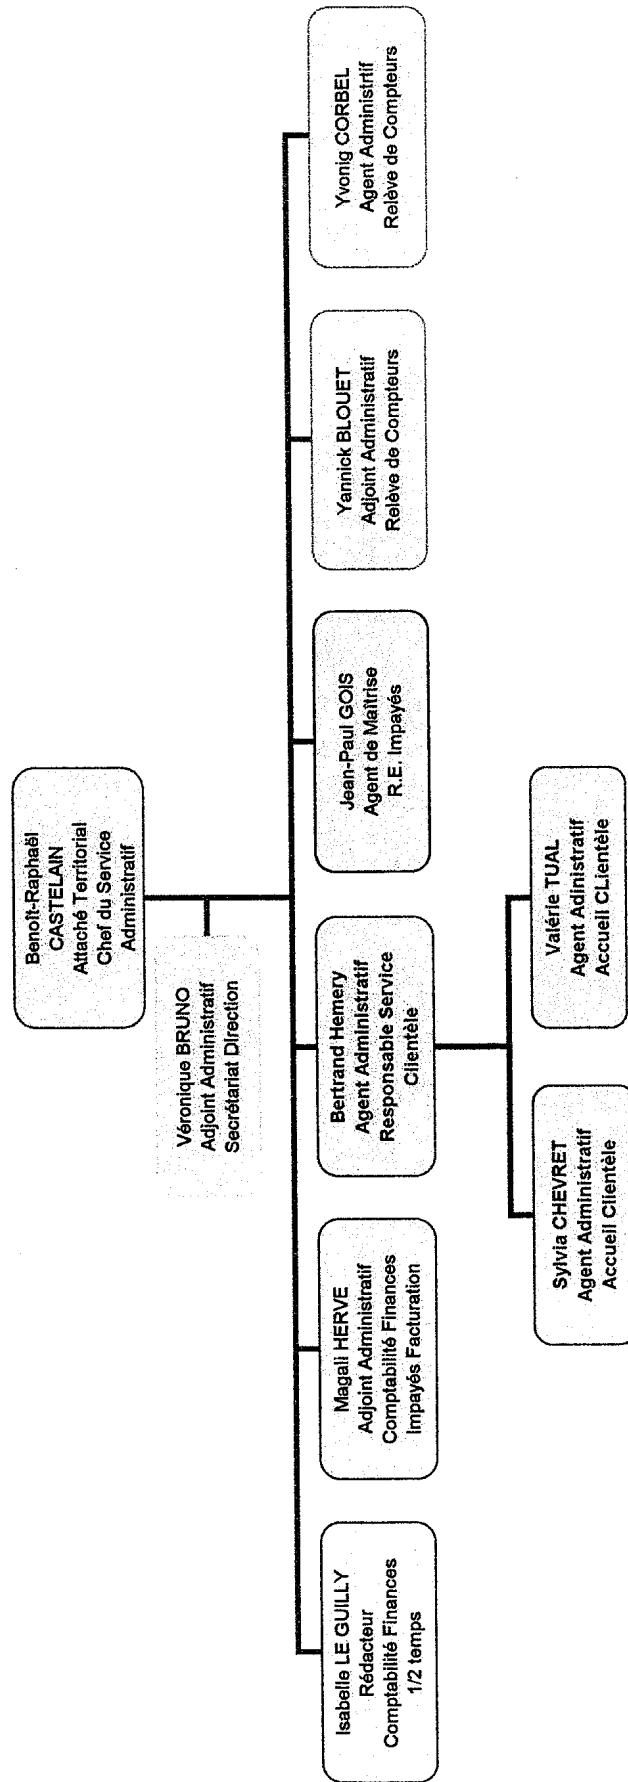 Benoît-Raphaël
CASTELAIN
Attaché Territorial
Chef du Service
Administratif
Véronique BRUNO
Adjoint Administratif
Secrétariat DIrection
Isabelle LE GUILLY
Rédacteur
Comptabilité Finances
1/2 temps
Magali HERVE
Adjoint Administratif
Comptabilité Finances
Impayés Facturation
Bertrand Hemery
Agent Administratif
Responsable Service
Clientèle
Jean-Paul GOIS
Agent de Maîtrise
R.E. Impayés
Yannick BLOUET
Adjoint Administratif
Relève de Compteurs
Yvonig CORBEL
Agent Administrtif
Relève de Compteurs
Sylvia CHEVRET
Agent Administratif
Accueil Clientèle
Valérie TUAL
Agent Adinistratif
Accueil CLientèle